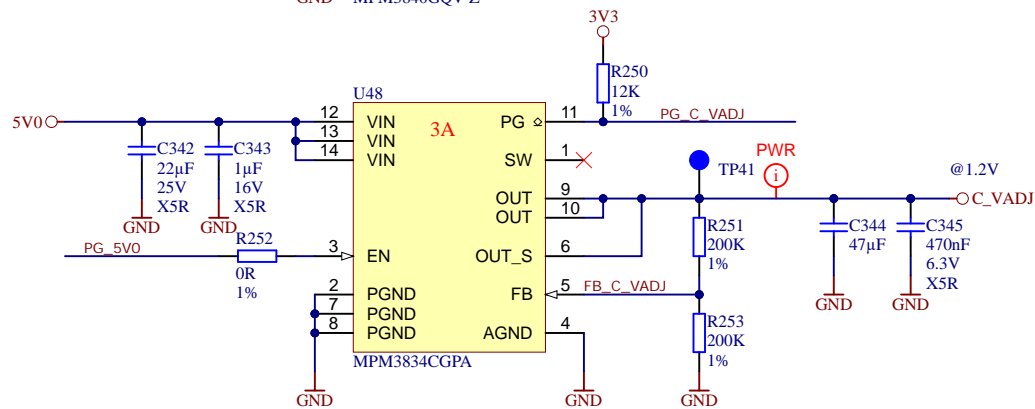 GND MPM3840GQV-Z
3V3
R250
12K
1%
U48
5V0
12 VIN
13 VIN
14 VIN
3A
PG 11 PG_C_VADJ
SW 1
OUT 9
OUT 10
OUT_S 6
FB 5 FB_C_VADJ
AGND 4
C342
22µF
25V
X5R
GND
C343
1µF
16V
X5R
GND
PG_5V0
R252
0R
1%
3 EN
2 PGND
7 PGND
8 PGND
MPM3834CGPA
GND
GND
TP41
PWR
i
@1.2V
C_VADJ
R251
200K
1%
R253
200K
1%
GND
C344
47µF
GND
C345
470nF
6.3V
X5R
GND